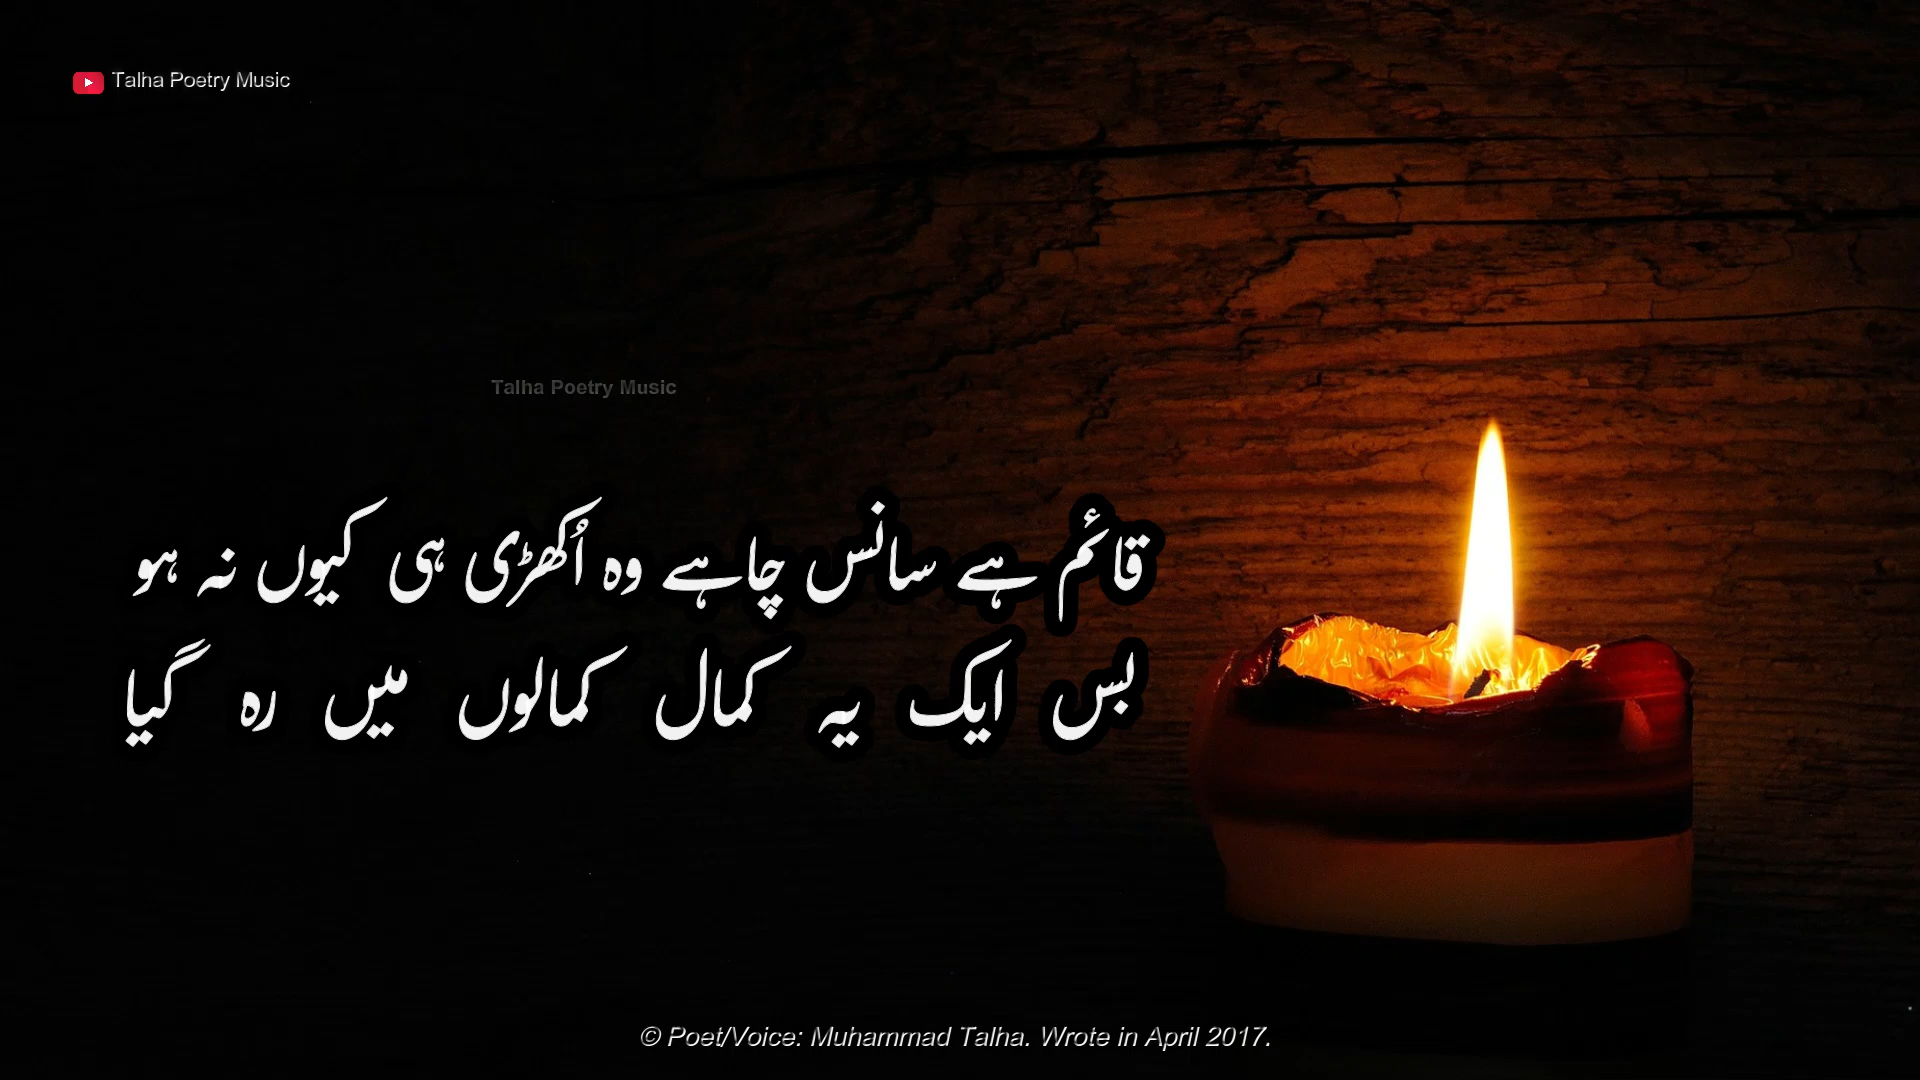 Talha Poetry Music
Talha Poetry Music
قائم ہے سانس چاہے وہ اُکھڑی ہی کیوں نہ ہو
بس ایک یہ کمال کمالوں میں رہ گیا
© Poet/Voice: Muhammad Talha. Wrote in April 2017.